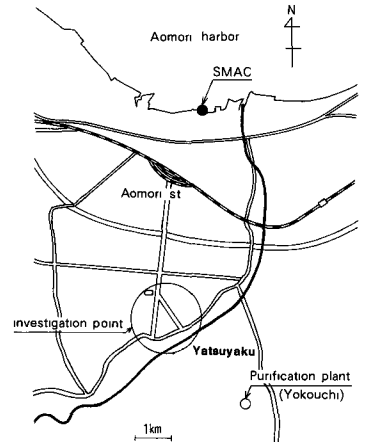 N
Aomori harbor
SMAC
Aomori st
investigation point
Yatsuyaku
Purification plant
(Yokouchi)
1km